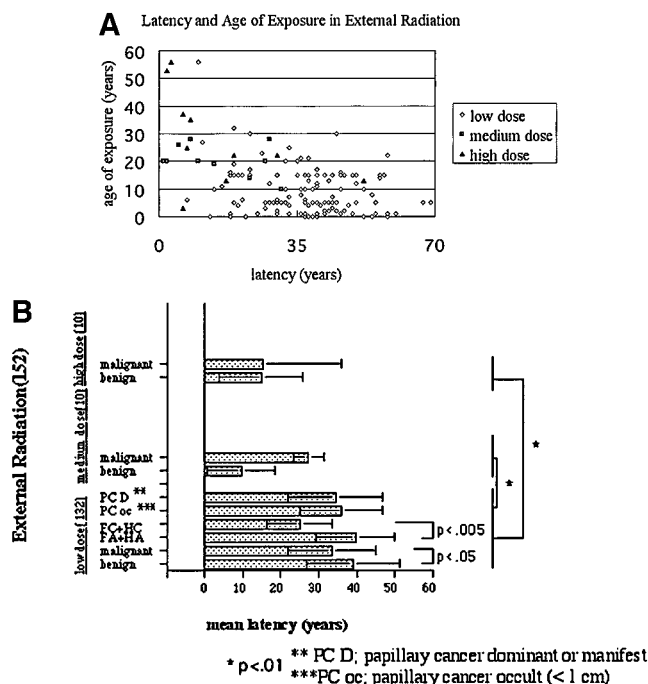 A Latency and Age of Exposure in External Radiation
age of exposure (years)
60
50
40
30
20
10
0
0 35 70
latency (years)
low dose
medium dose
high dose
B
External Radiation(152)
high dose(10)
malignant
benign
medium dose(10)
malignant
benign
low dose(132)
PC D **
PC oc ***
FC+HC
FA+HA
malignant
benign
p<.005
p<.05
*
*
0 10 20 30 40 50 60
mean latency (years)
* p<.01 ** PC D; papillary cancer dominant or manifest
***PC oc; papillary cancer occult (< 1 cm)